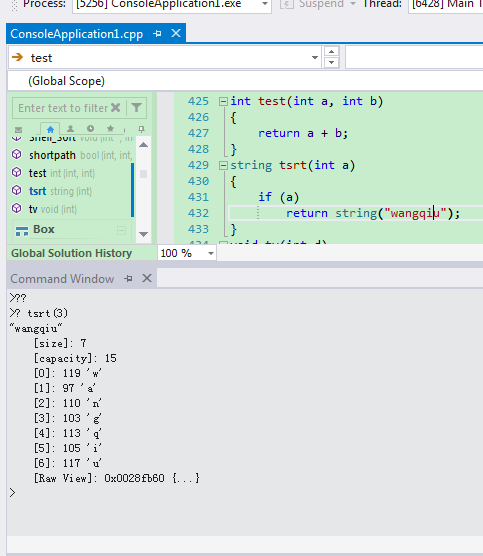 Process: [5256] ConsoleApplication1.exe Suspend Thread: [6428] Main T
ConsoleApplication1.cpp
test
(Global Scope)
Enter text to filter
shortpath bool (int, int,
test int (int, int)
tsrt string (int)
tv void (int)
Box
Global Solution History
425 int test(int a, int b)
426 {
427 return a + b;
428 }
429 string tsrt(int a)
430 {
431 if (a)
432 return string("wangqiu");
433 }
434 void tv(int d)
100 %
Command Window
>??
>? tsrt(3)
"wangqiu"
[size]: 7
[capacity]: 15
[0]: 119 'w'
[1]: 97 'a'
[2]: 110 'n'
[3]: 103 'g'
[4]: 113 'q'
[5]: 105 'i'
[6]: 117 'u'
[Raw View]: 0x0028fb60 {...}
>